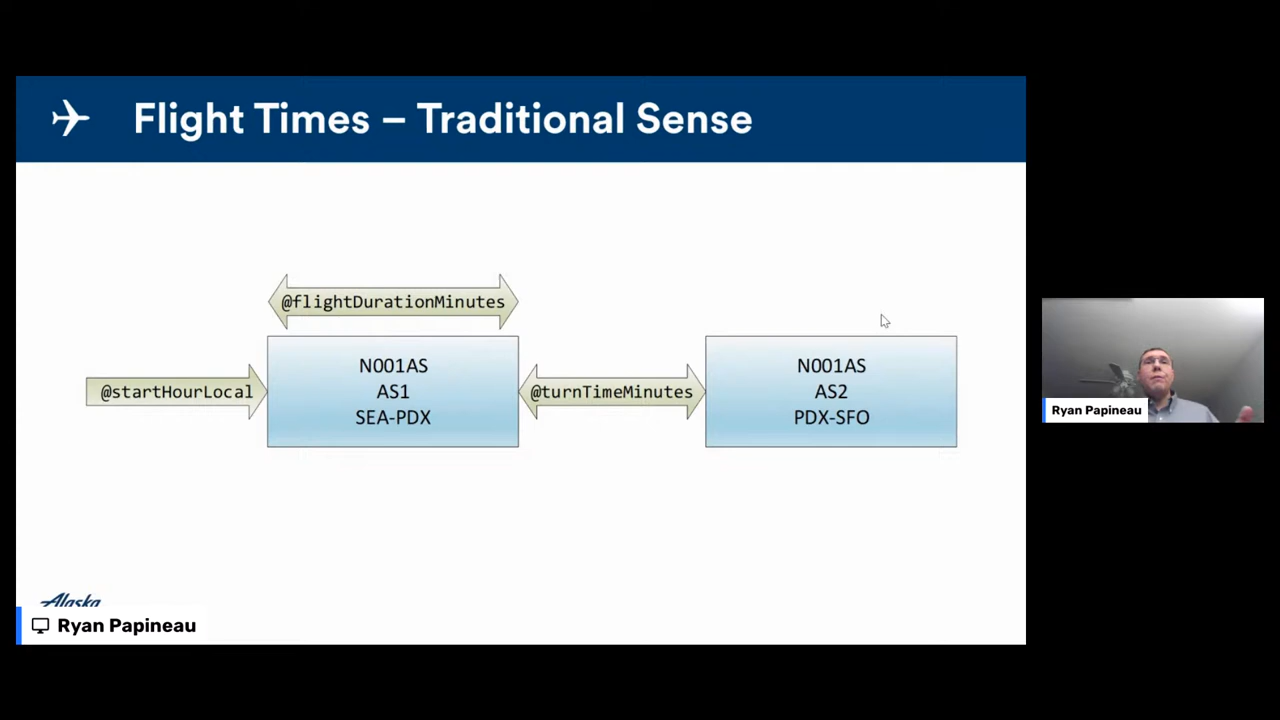 Flight Times – Traditional Sense
@flightDurationMinutes
@startHourLocal
N001AS
AS1
SEA-PDX
@turnTimeMinutes
N001AS
AS2
PDX-SFO
Alaska
Ryan Papineau
Ryan Papineau